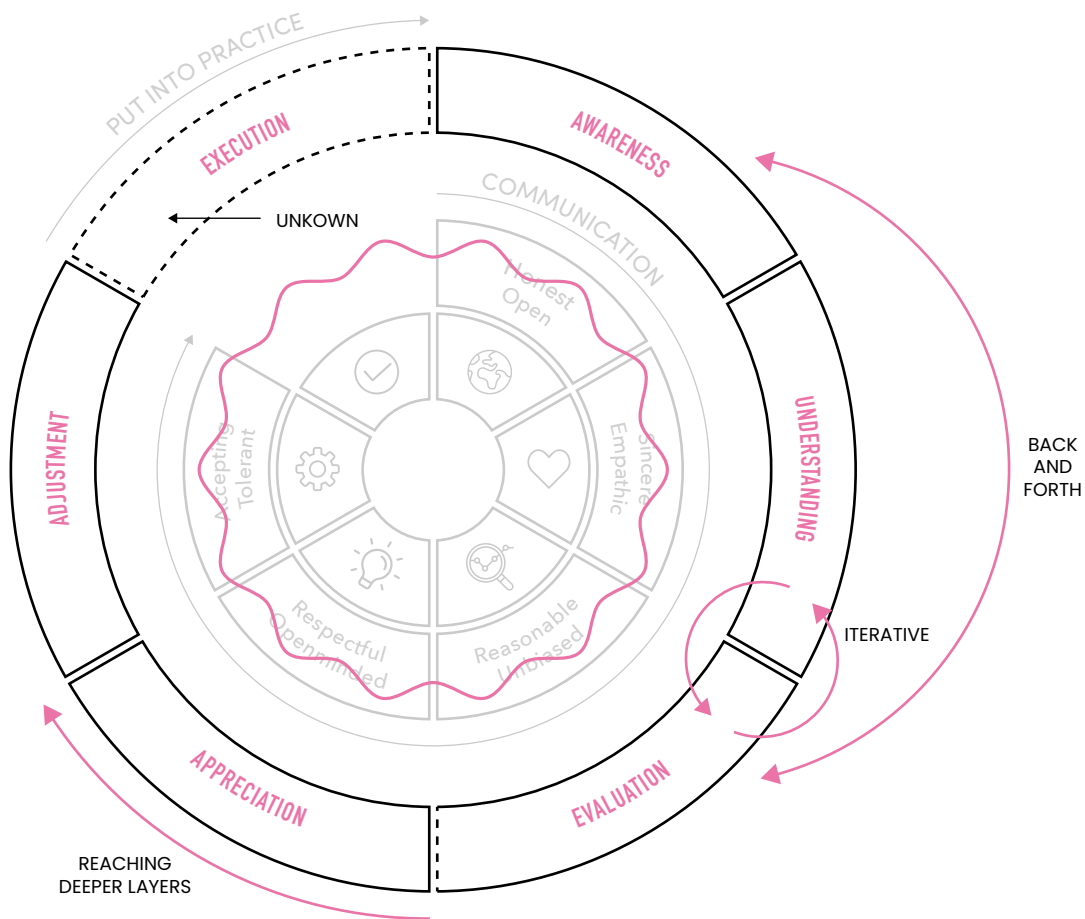 PUT INTO PRACTICE
EXECUTION
AWARENESS
COMMUNICATION
UNKOWN
Honest
Open
ADJUSTMENT
UNDERSTANDING
Accepting
Tolerant
Sincere
Empathic
BACK
AND
FORTH
Respectful
Openminded
Reasonable
Unbiased
ITERATIVE
APPRECIATION
EVALUATION
REACHING
DEEPER LAYERS